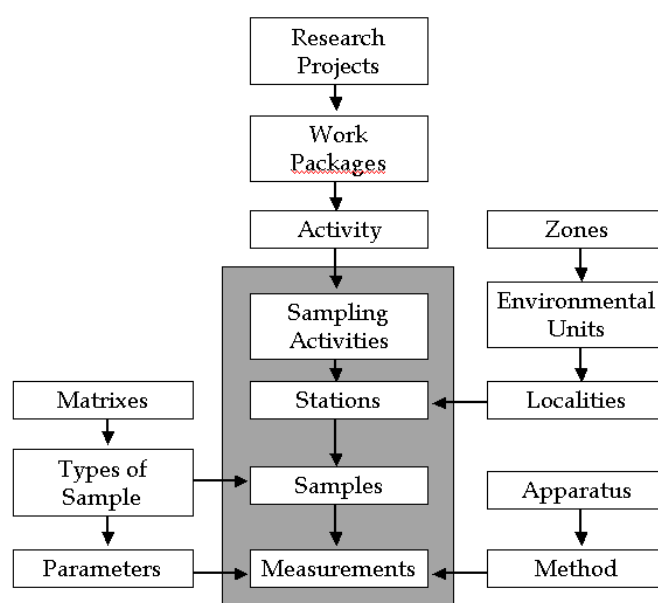 Research
Projects
Work
Packages
Activity
Zones
Sampling
Activities
Environmental
Units
Matrixes
Stations
Localities
Types of
Sample
Samples
Apparatus
Parameters
Measurements
Method